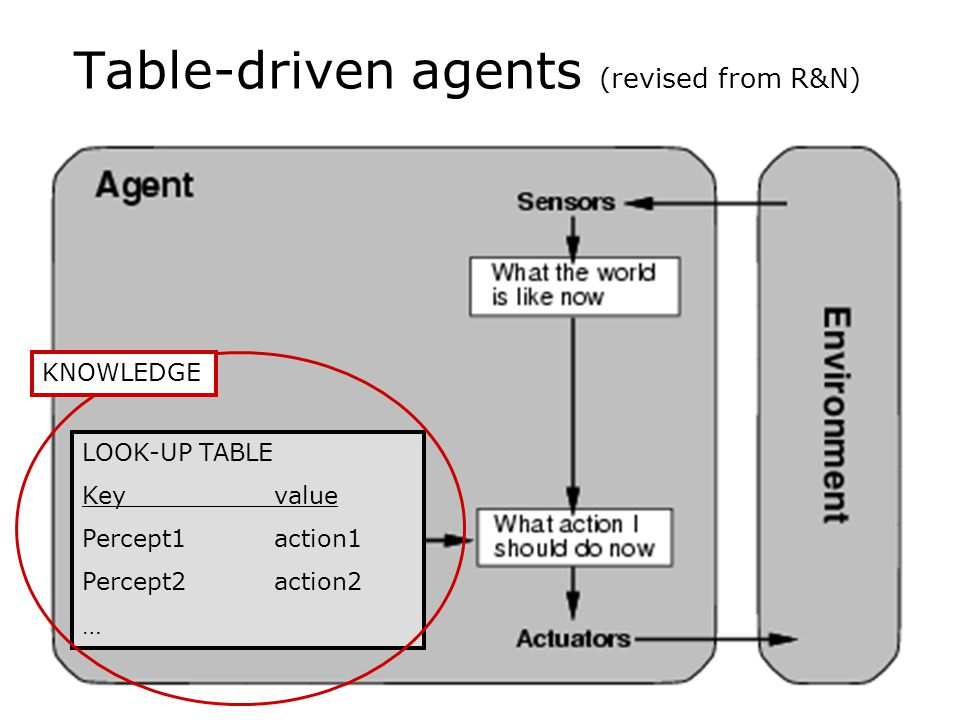 Table-driven agents (revised from R&N)
Agent
Sensors
What the world
is like now
Environment
KNOWLEDGE
LOOK-UP TABLE
Key value
Percept1 action1
Percept2 action2
…
What action I
should do now
Actuators